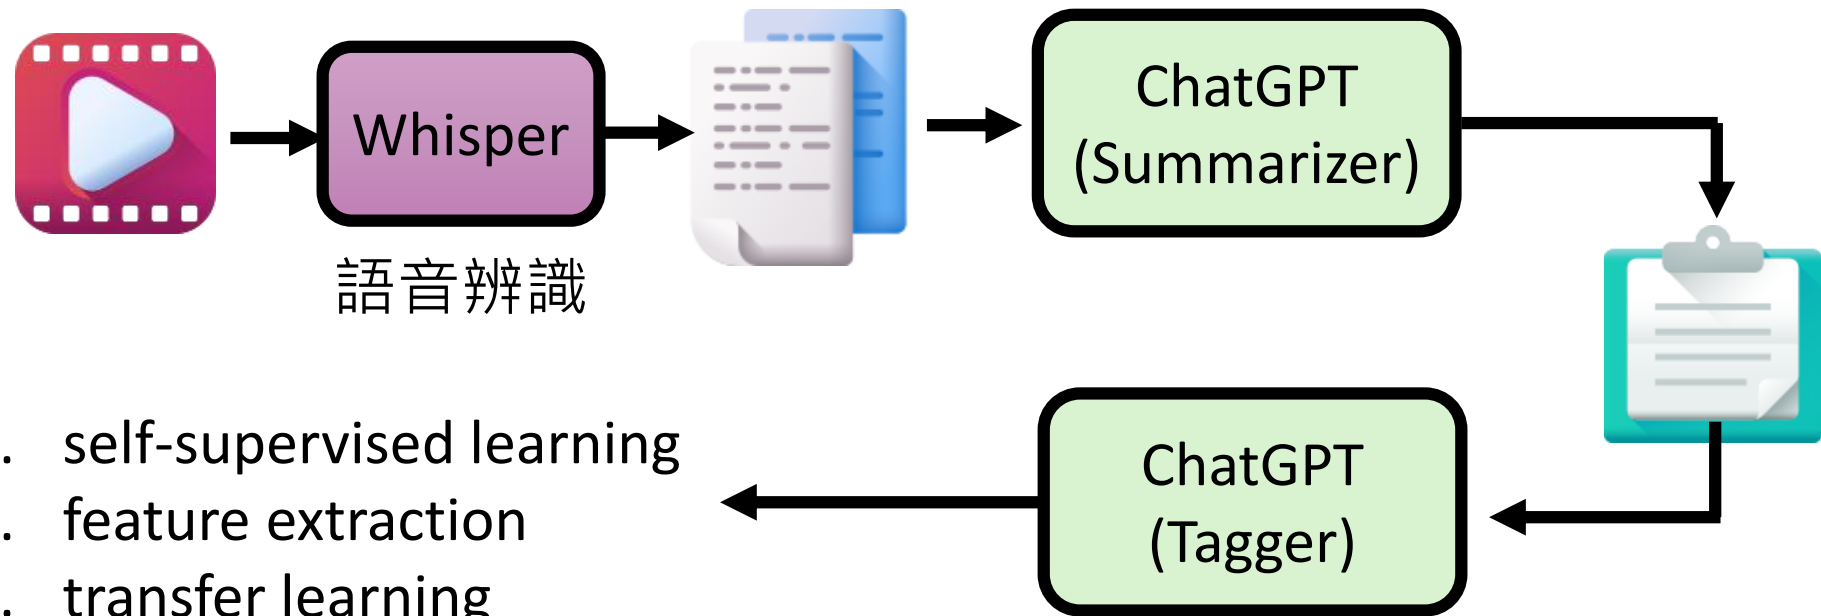 Whisper
語音辨識
ChatGPT
(Summarizer)
ChatGPT
(Tagger)
. self-supervised learning
. feature extraction
. transfer learning